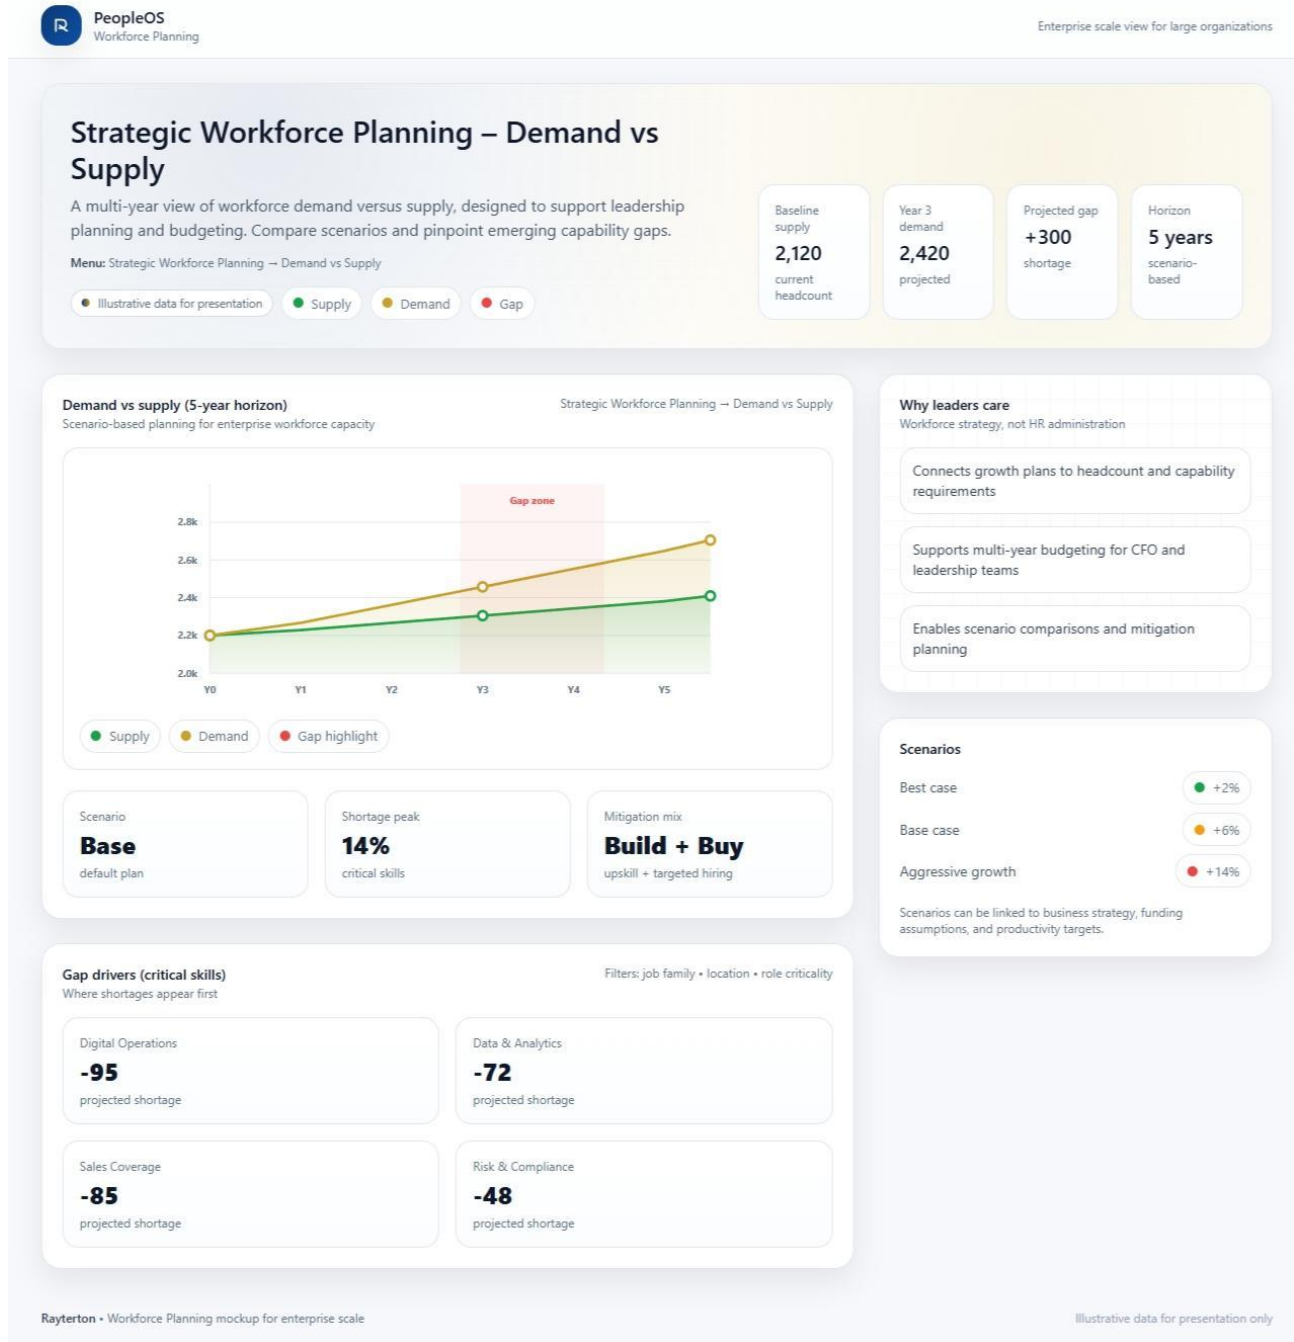 PeopleOS
Workforce Planning
Enterprise scale view for large organizations
Strategic Workforce Planning – Demand vs
Supply
A multi-year view of workforce demand versus supply, designed to support leadership
planning and budgeting. Compare scenarios and pinpoint emerging capability gaps.
Menu: Strategic Workforce Planning → Demand vs Supply
Illustrative data for presentation
Supply
Demand
Gap
Baseline
supply
2,120
current
headcount
Year 3
demand
2,420
projected
Projected gap
+300
shortage
Horizon
5 years
scenario-
based
Demand vs supply (5-year horizon)
Scenario-based planning for enterprise workforce capacity
Strategic Workforce Planning → Demand vs Supply
Gap zone
2.8k
2.6k
2.4k
2.2k
2.0k
Y0
Y1
Y2
Y3
Y4
Y5
Supply
Demand
Gap highlight
Scenario
Base
default plan
Shortage peak
14%
critical skills
Mitigation mix
Build + Buy
upskill + targeted hiring
Why leaders care
Workforce strategy, not HR administration
Connects growth plans to headcount and capability
requirements
Supports multi-year budgeting for CFO and
leadership teams
Enables scenario comparisons and mitigation
planning
Scenarios
Best case
+2%
Base case
+6%
Aggressive growth
+14%
Scenarios can be linked to business strategy, funding
assumptions, and productivity targets.
Gap drivers (critical skills)
Where shortages appear first
Filters: job family • location • role criticality
Digital Operations
-95
projected shortage
Data & Analytics
-72
projected shortage
Sales Coverage
-85
projected shortage
Risk & Compliance
-48
projected shortage
Rayterton • Workforce Planning mockup for enterprise scale
Illustrative data for presentation only